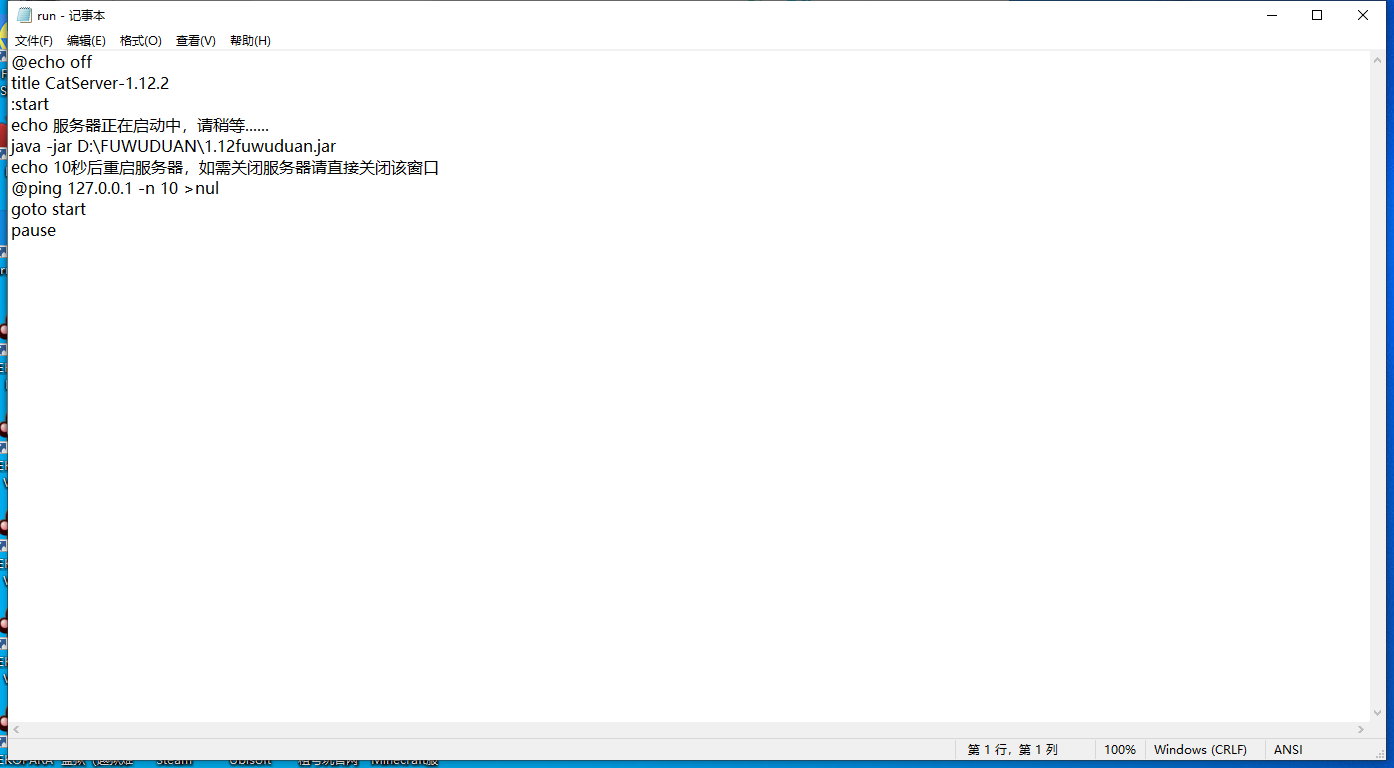 run - 记事本
文件(F) 编辑(E) 格式(O) 查看(V) 帮助(H)
@echo off
title CatServer-1.12.2
:start
echo 服务器正在启动中，请稍等......
java -jar D:\FUWUDUAN\1.12fuwuduan.jar
echo 10秒后重启服务器，如需关闭服务器请直接关闭该窗口
@ping 127.0.0.1 -n 10 >nul
goto start
pause
第 1 行，第 1 列 100% Windows (CRLF) ANSI
Steam Ubisoft